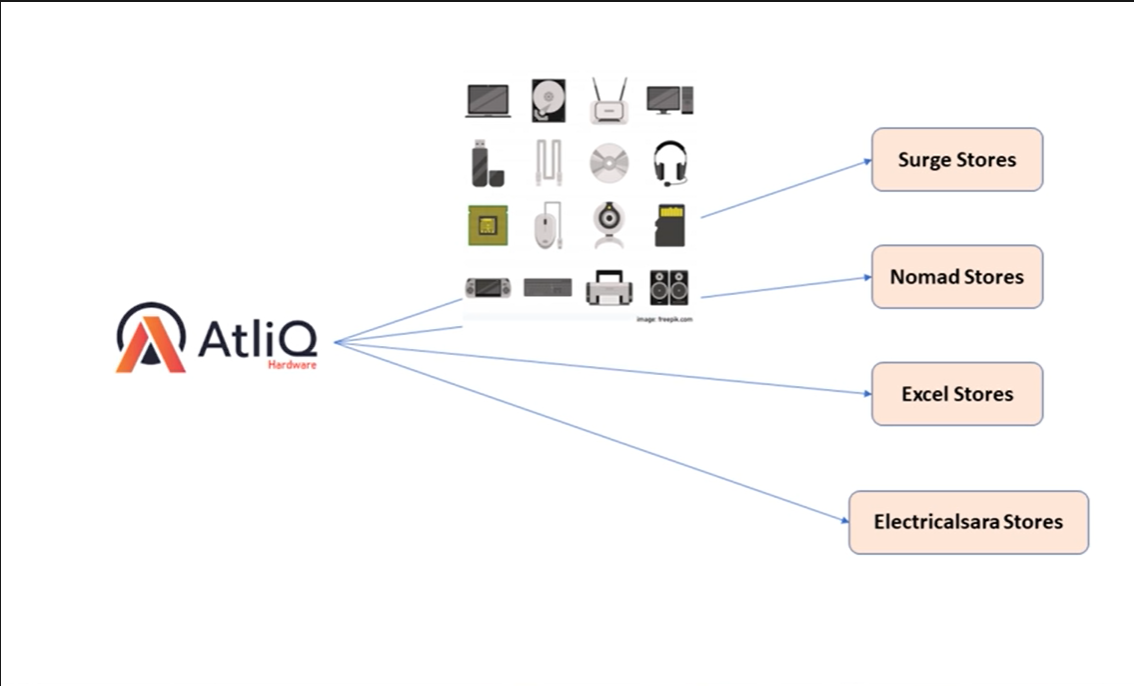 AtliQ
Hardware
image: freepik.com
Surge Stores
Nomad Stores
Excel Stores
Electricalsara Stores